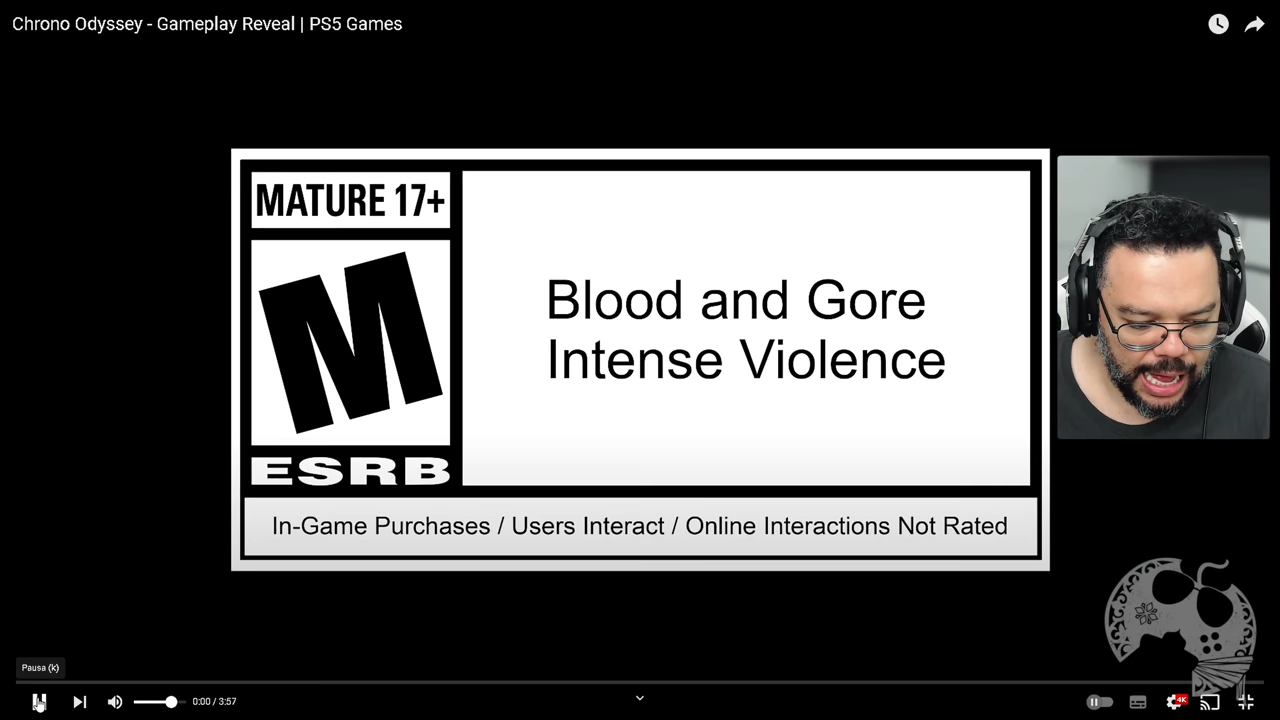 Chrono Odyssey - Gameplay Reveal | PS5 Games
MATURE 17+
M
ESRB
Blood and Gore
Intense Violence
In-Game Purchases / Users Interact / Online Interactions Not Rated
Pausa (k)
0:00 / 3:57
4K